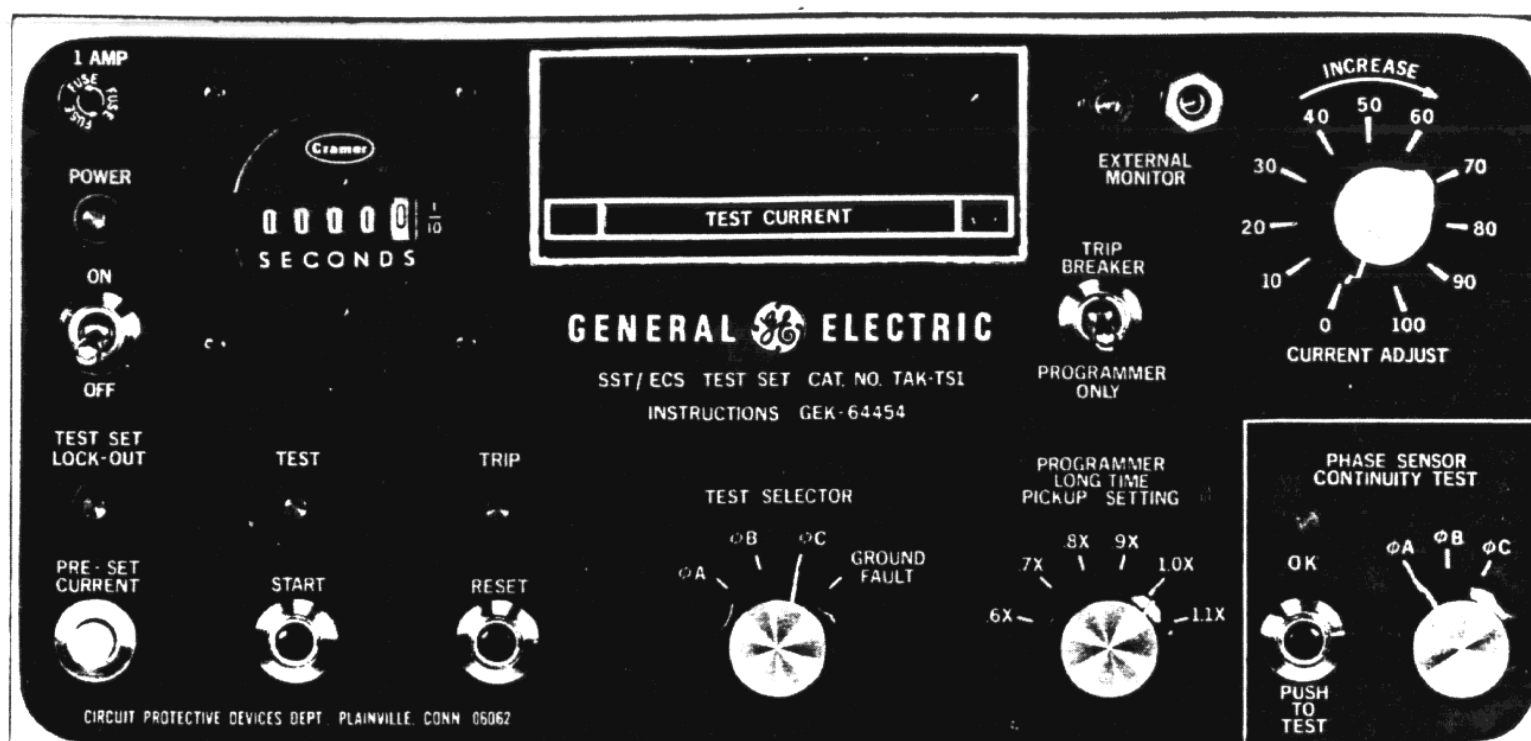 1 AMP
FUSE FUSE FUSE
POWER
ON
OFF
TEST SET
LOCK-OUT
PRE-SET
CURRENT
Cramer
0 0 0 0 0 1/10
SECONDS
TEST
START
TRIP
RESET
TEST CURRENT
GENERAL GE ELECTRIC
SST/ECS TEST SET CAT. NO. TAK-TS1
INSTRUCTIONS GEK-64454
TEST SELECTOR
φA φB φC GROUND
FAULT
EXTERNAL
MONITOR
TRIP
BREAKER
PROGRAMMER
ONLY
PROGRAMMER
LONG TIME
PICKUP SETTING
.6X .7X .8X .9X 1.0X 1.1X
INCREASE
0 10 20 30 40 50 60 70 80 90 100
CURRENT ADJUST
PHASE SENSOR
CONTINUITY TEST
φA φB φC
OK
PUSH
TO
TEST
CIRCUIT PROTECTIVE DEVICES DEPT. PLAINVILLE, CONN 06062